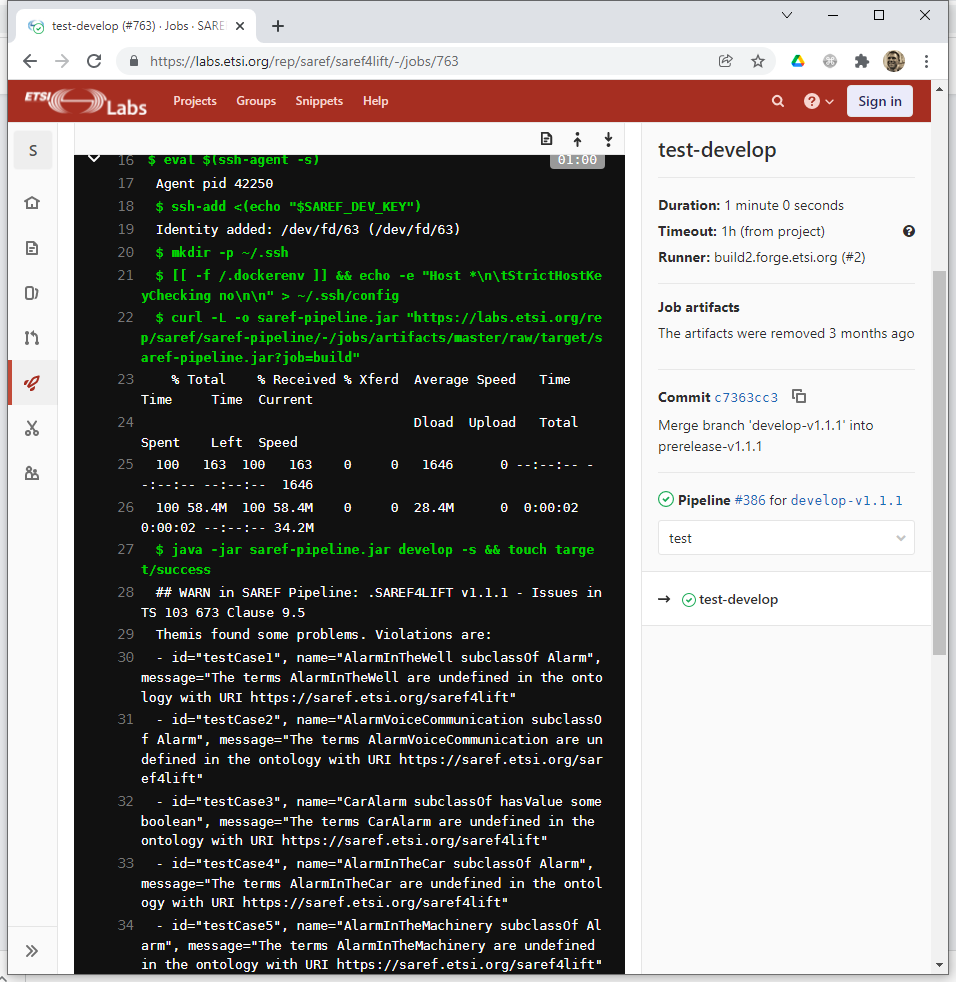 test-develop (#763) · Jobs · SARE
https://labs.etsi.org/rep/saref/saref4lift/-/jobs/763
ETSI Labs
Projects Groups Snippets Help
Sign in
S
16 $ eval $(ssh-agent -s)
01:00
17 Agent pid 42250
18 $ ssh-add <(echo "$SAREF_DEV_KEY")
19 Identity added: /dev/fd/63 (/dev/fd/63)
20 $ mkdir -p ~/.ssh
21 $ [[ -f /.dockerenv ]] && echo -e "Host *\n\tStrictHostKe
yChecking no\n\n" > ~/.ssh/config
22 $ curl -L -o saref-pipeline.jar "https://labs.etsi.org/re
p/saref/saref-pipeline/-/jobs/artifacts/master/raw/target/s
aref-pipeline.jar?job=build"
23 % Total % Received % Xferd Average Speed Time
Time Time Current
24 Dload Upload Total
Spent Left Speed
25 100 163 100 163 0 0 1646 0 --:--:-- -
-:--:-- --:--:-- 1646
26 100 58.4M 100 58.4M 0 0 28.4M 0 0:00:02
0:00:02 --:--:-- 34.2M
27 $ java -jar saref-pipeline.jar develop -s && touch targe
t/success
28 ## WARN in SAREF Pipeline: .SAREF4LIFT v1.1.1 - Issues in
TS 103 673 Clause 9.5
29 Themis found some problems. Violations are:
30 - id="testCase1", name="AlarmInTheWell subclassOf Alarm",
message="The terms AlarmInTheWell are undefined in the onto
logy with URI https://saref.etsi.org/saref4lift"
31 - id="testCase2", name="AlarmVoiceCommunication subclassO
f Alarm", message="The terms AlarmVoiceCommunication are un
defined in the ontology with URI https://saref.etsi.org/sar
ef4lift"
32 - id="testCase3", name="CarAlarm subclassOf hasValue some
boolean", message="The terms CarAlarm are undefined in the
ontology with URI https://saref.etsi.org/saref4lift"
33 - id="testCase4", name="AlarmInTheCar subclassOf Alarm",
message="The terms AlarmInTheCar are undefined in the ontol
ogy with URI https://saref.etsi.org/saref4lift"
34 - id="testCase5", name="AlarmInTheMachinery subclassOf Al
arm", message="The terms AlarmInTheMachinery are undefined
in the ontology with URI https://saref.etsi.org/saref4lift"
test-develop
Duration: 1 minute 0 seconds
Timeout: 1h (from project)
Runner: build2.forge.etsi.org (#2)
Job artifacts
The artifacts were removed 3 months ago
Commit c7363cc3
Merge branch 'develop-v1.1.1' into
prerelease-v1.1.1
Pipeline #386 for develop-v1.1.1
test
→ test-develop